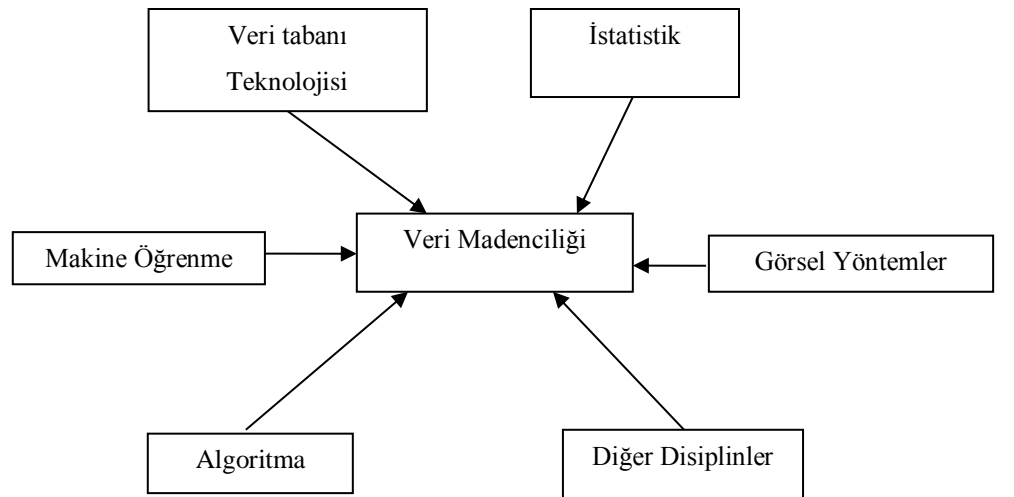 Veri tabanı
Teknolojisi
İstatistik
Veri Madenciliği
Makine Öğrenme
Görsel Yöntemler
Algoritma
Diğer Disiplinler